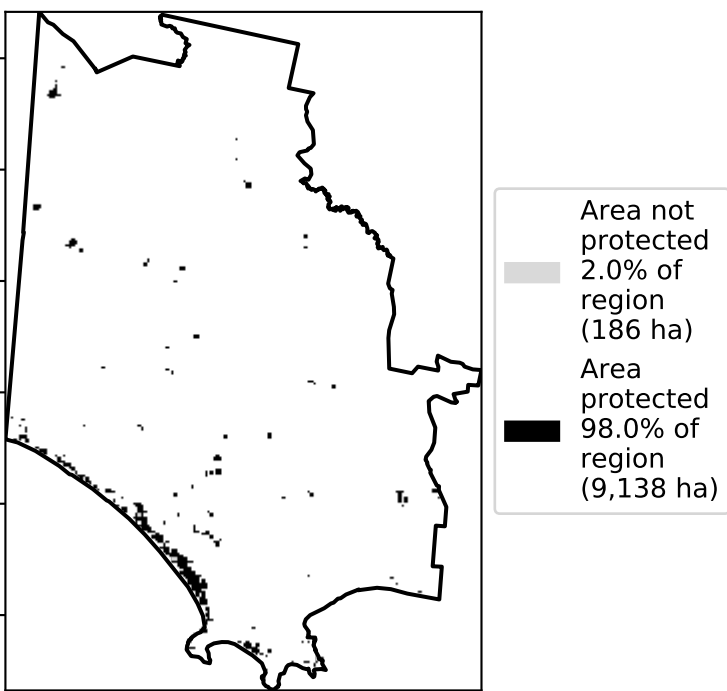 Area not
protected
2.0% of
region
(186 ha)
Area
protected
98.0% of
region
(9,138 ha)